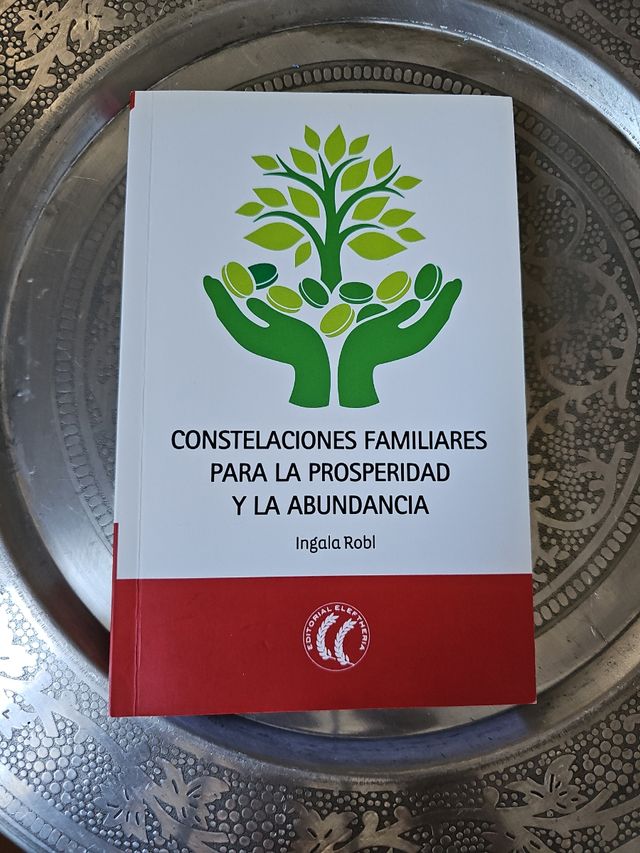 CONSTELACIONES FAMILIARES
PARA LA PROSPERIDAD
Y LA ABUNDANCIA
Ingala Robl
EDITORIAL ELEFTHERIA